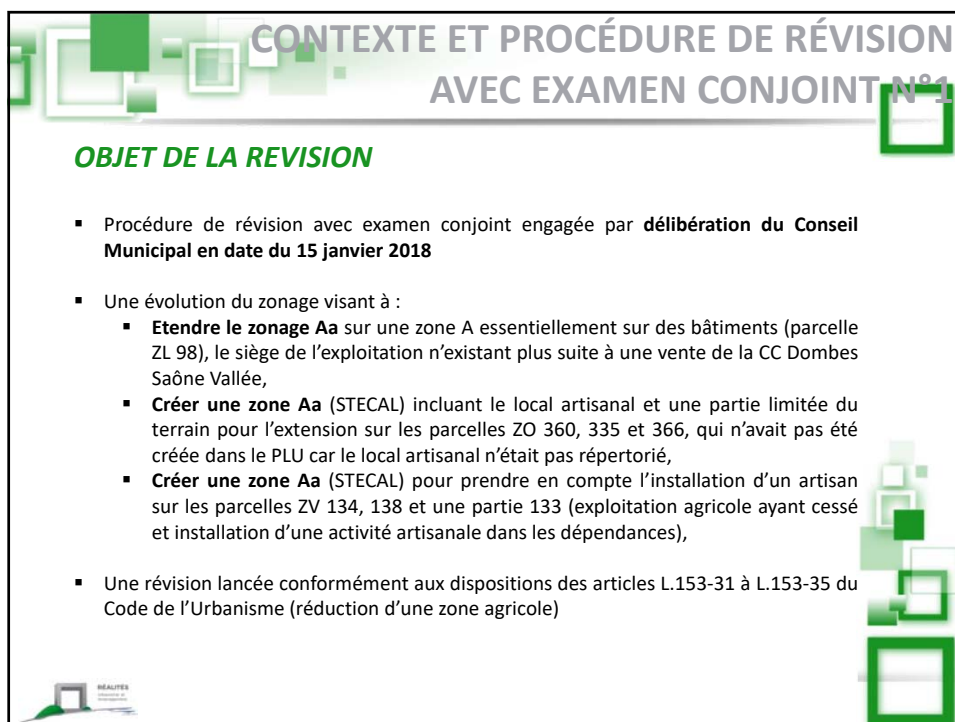 CONTEXTE ET PROCÉDURE DE RÉVISION
AVEC EXAMEN CONJOINT N°1
OBJET DE LA REVISION
▪ Procédure de révision avec examen conjoint engagée par délibération du Conseil
Municipal en date du 15 janvier 2018
▪ Une évolution du zonage visant à :
▪ Etendre le zonage Aa sur une zone A essentiellement sur des bâtiments (parcelle
ZL 98), le siège de l’exploitation n’existant plus suite à une vente de la CC Dombes
Saône Vallée,
▪ Créer une zone Aa (STECAL) incluant le local artisanal et une partie limitée du
terrain pour l’extension sur les parcelles ZO 360, 335 et 366, qui n’avait pas été
créée dans le PLU car le local artisanal n’était pas répertorié,
▪ Créer une zone Aa (STECAL) pour prendre en compte l’installation d’un artisan
sur les parcelles ZV 134, 138 et une partie 133 (exploitation agricole ayant cessé
et installation d’une activité artisanale dans les dépendances),
▪ Une révision lancée conformément aux dispositions des articles L.153-31 à L.153-35 du
Code de l’Urbanisme (réduction d’une zone agricole)
RÉALITÉS